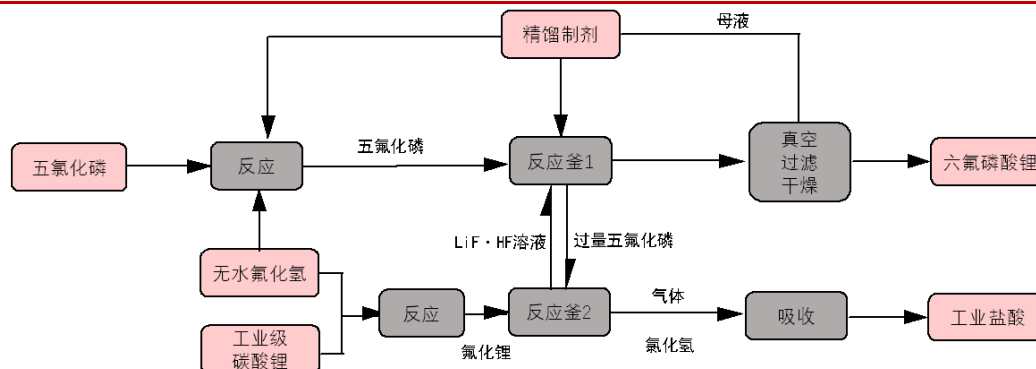 精馏制剂
母液
五氯化磷
反应
五氟化磷
反应釜1
真空
过滤
干燥
六氟磷酸锂
LiF·HF溶液
过量五氟化磷
无水氟化氢
反应
反应釜2
气体
吸收
工业盐酸
工业级
碳酸锂
氟化锂
氯化氢